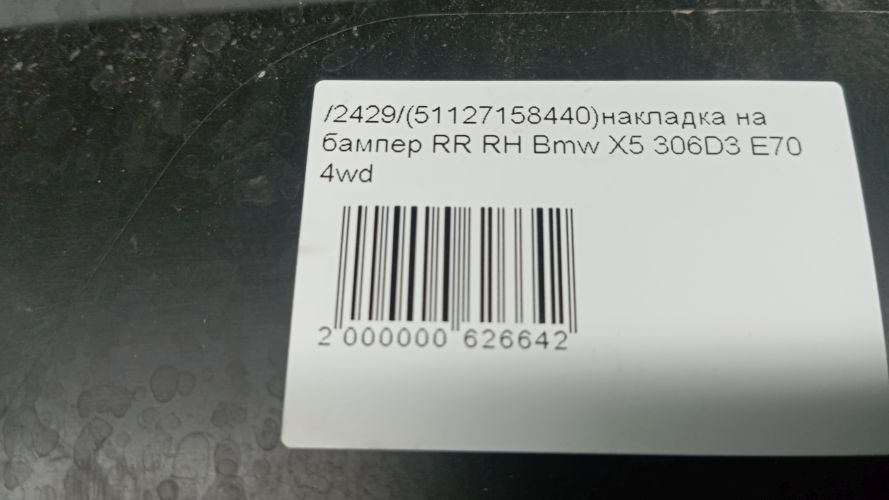 /2429/(51127158440)накладка на
бампер RR RH Bmw X5 306D3 E70
4wd
2 000000 626642